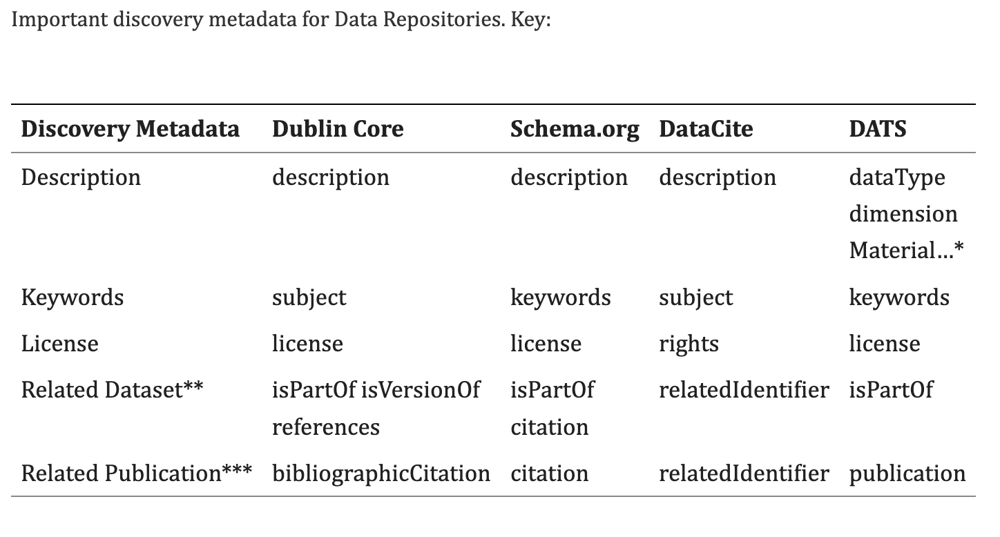 Important discovery metadata for Data Repositories. Key:
Discovery Metadata Dublin Core Schema.org DataCite DATS
Description description description description dataType
dimension
Material…*
Keywords subject keywords subject keywords
License license license rights license
Related Dataset** isPartOf isVersionOf isPartOf relatedIdentifier isPartOf
references citation
Related Publication*** bibliographicCitation citation relatedIdentifier publication